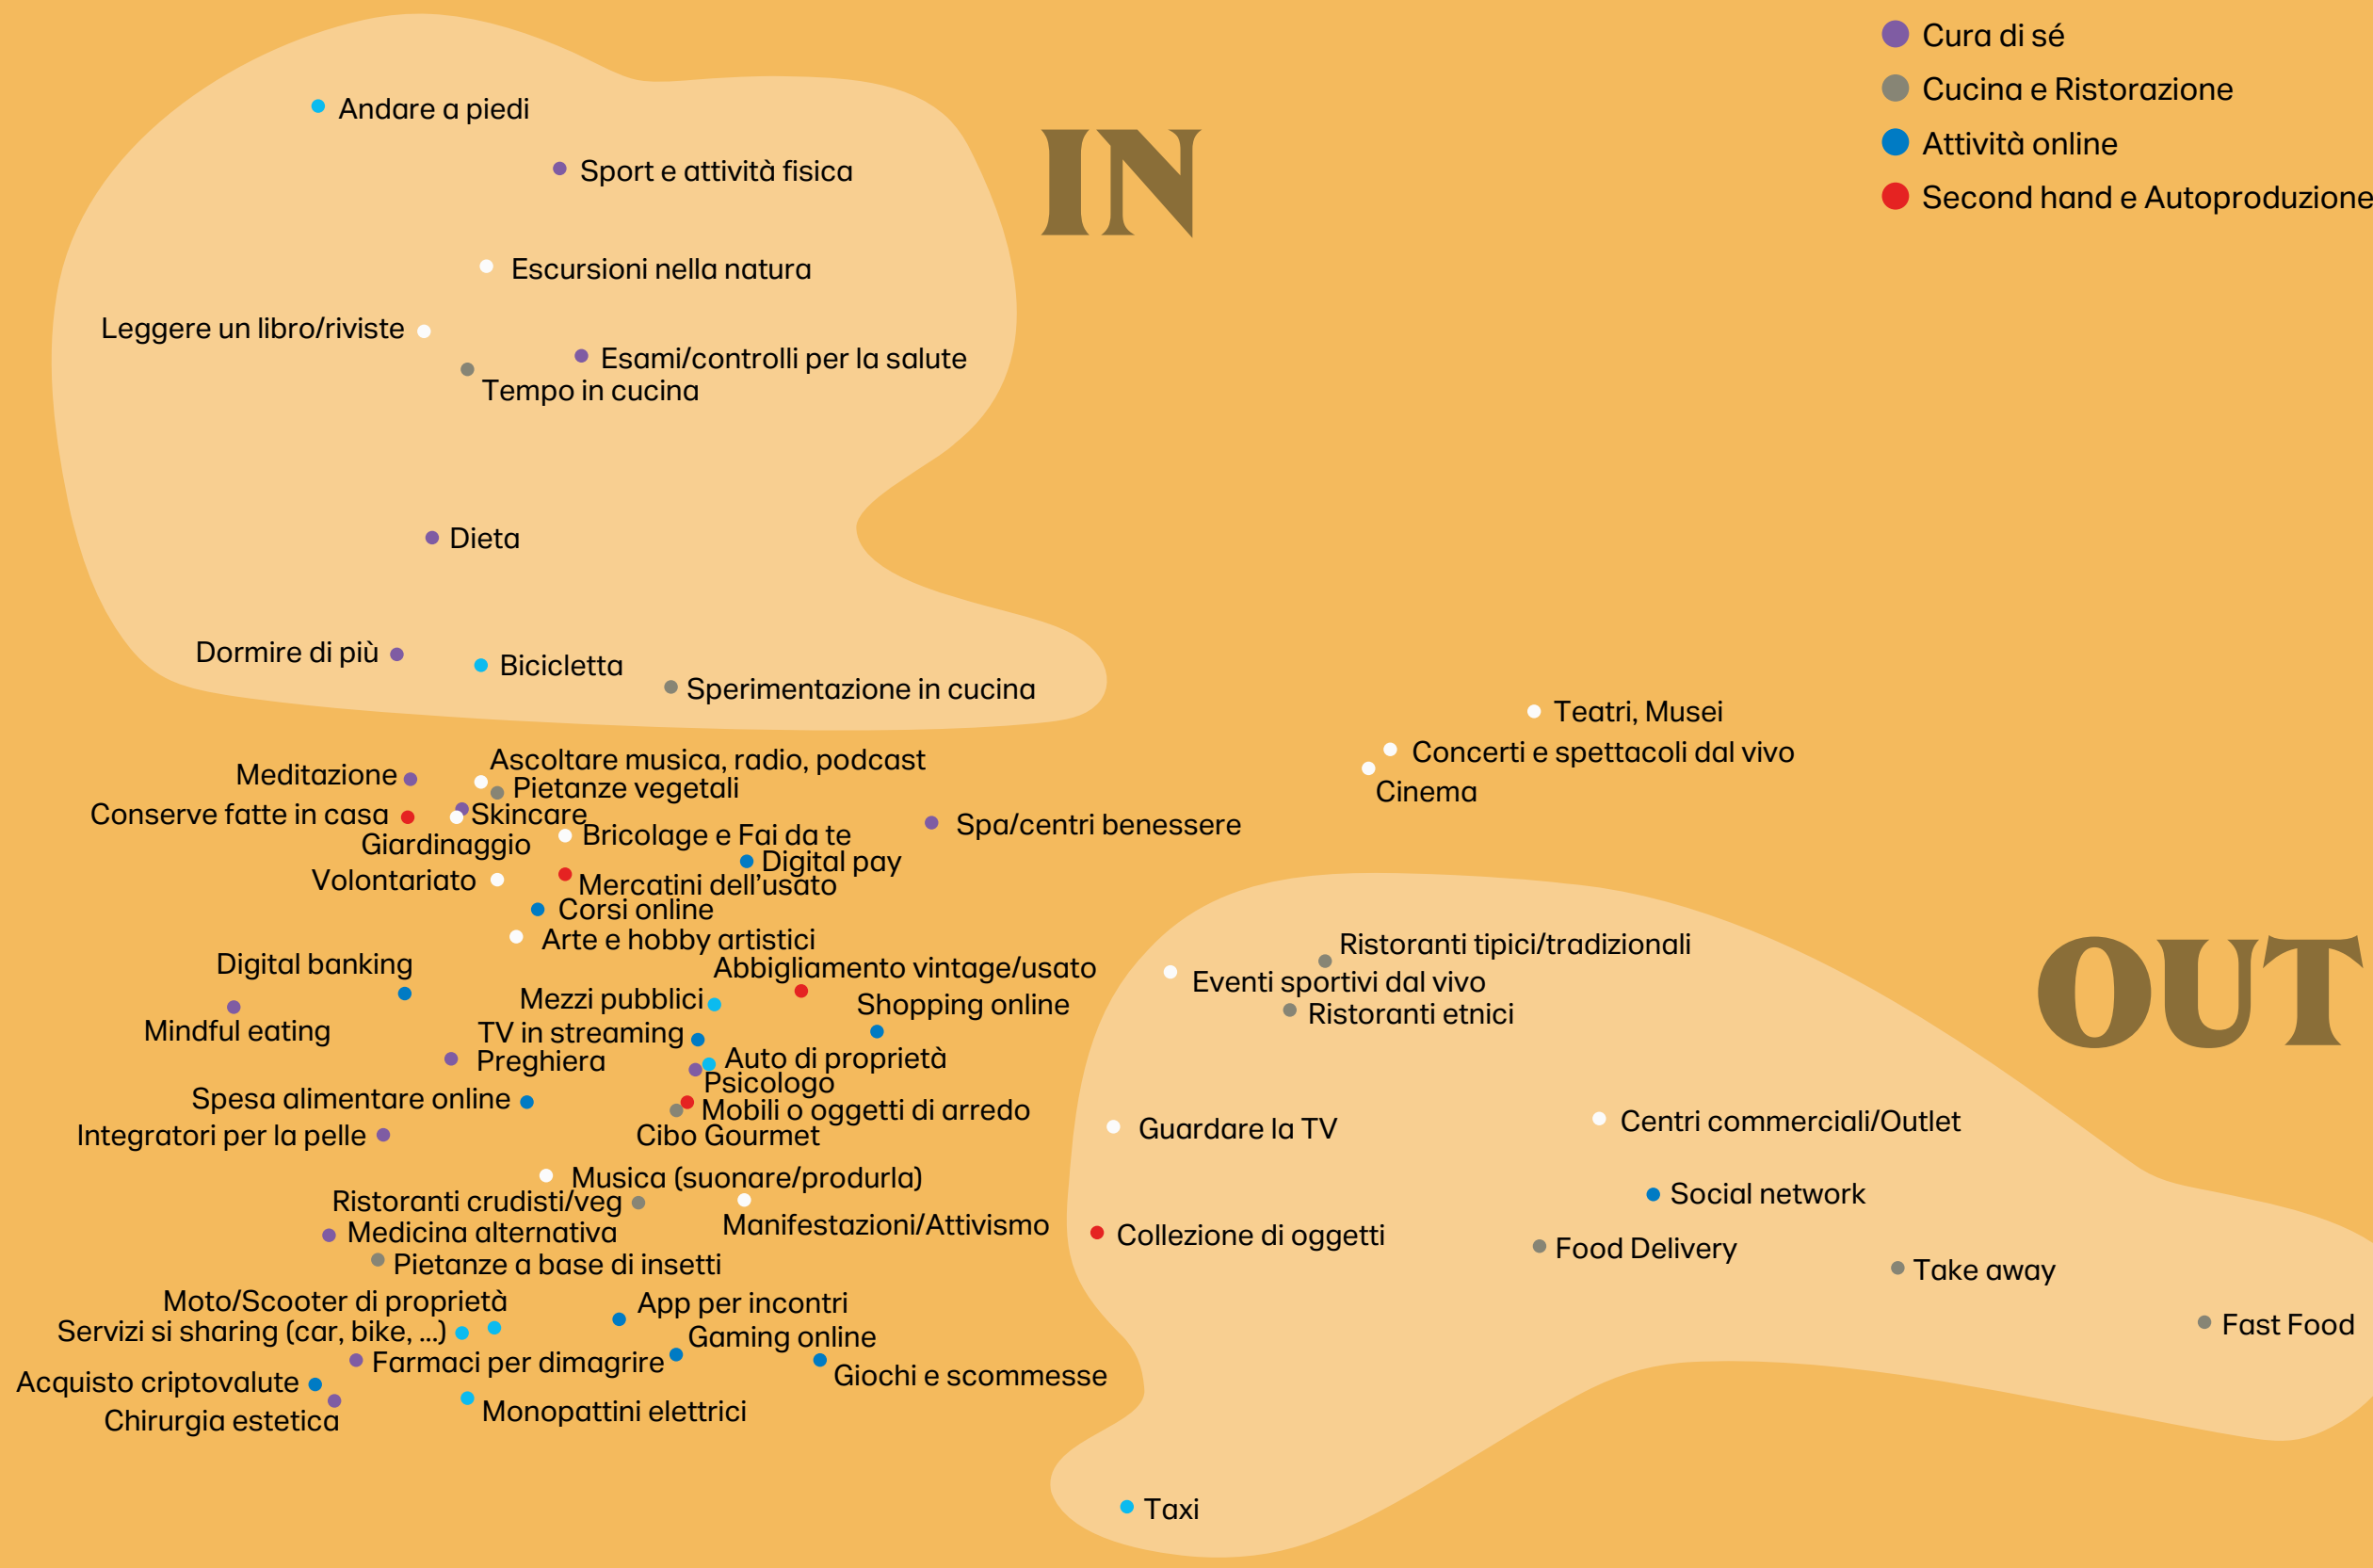 Cura di sé
Cucina e Ristorazione
Attività online
Second hand e Autoproduzione
IN
Andare a piedi
Sport e attività fisica
Escursioni nella natura
Leggere un libro/riviste
Esami/controlli per la salute
Tempo in cucina
Dieta
Dormire di più
Bicicletta
Sperimentazione in cucina
Teatri, Musei
Concerti e spettacoli dal vivo
Cinema
Ascoltare musica, radio, podcast
Meditazione
Pietanze vegetali
Conserve fatte in casa
Skincare
Spa/centri benessere
Bricolage e Fai da te
Giardinaggio
Digital pay
Volontariato
Mercatini dell'usato
Corsi online
Arte e hobby artistici
Digital banking
Abbigliamento vintage/usato
Mezzi pubblici
Shopping online
Mindful eating
TV in streaming
Preghiera
Auto di proprietà
Psicologo
Spesa alimentare online
Mobili o oggetti di arredo
Integratori per la pelle
Cibo Gourmet
Musica (suonare/produrla)
Ristoranti crudisti/veg
Manifestazioni/Attivismo
Medicina alternativa
Pietanze a base di insetti
Moto/Scooter di proprietà
App per incontri
Servizi si sharing (car, bike, ...)
Gaming online
Farmaci per dimagrire
Giochi e scommesse
Acquisto criptovalute
Monopattini elettrici
Chirurgia estetica
OUT
Ristoranti tipici/tradizionali
Eventi sportivi dal vivo
Ristoranti etnici
Guardare la TV
Centri commerciali/Outlet
Social network
Collezione di oggetti
Food Delivery
Take away
Fast Food
Taxi